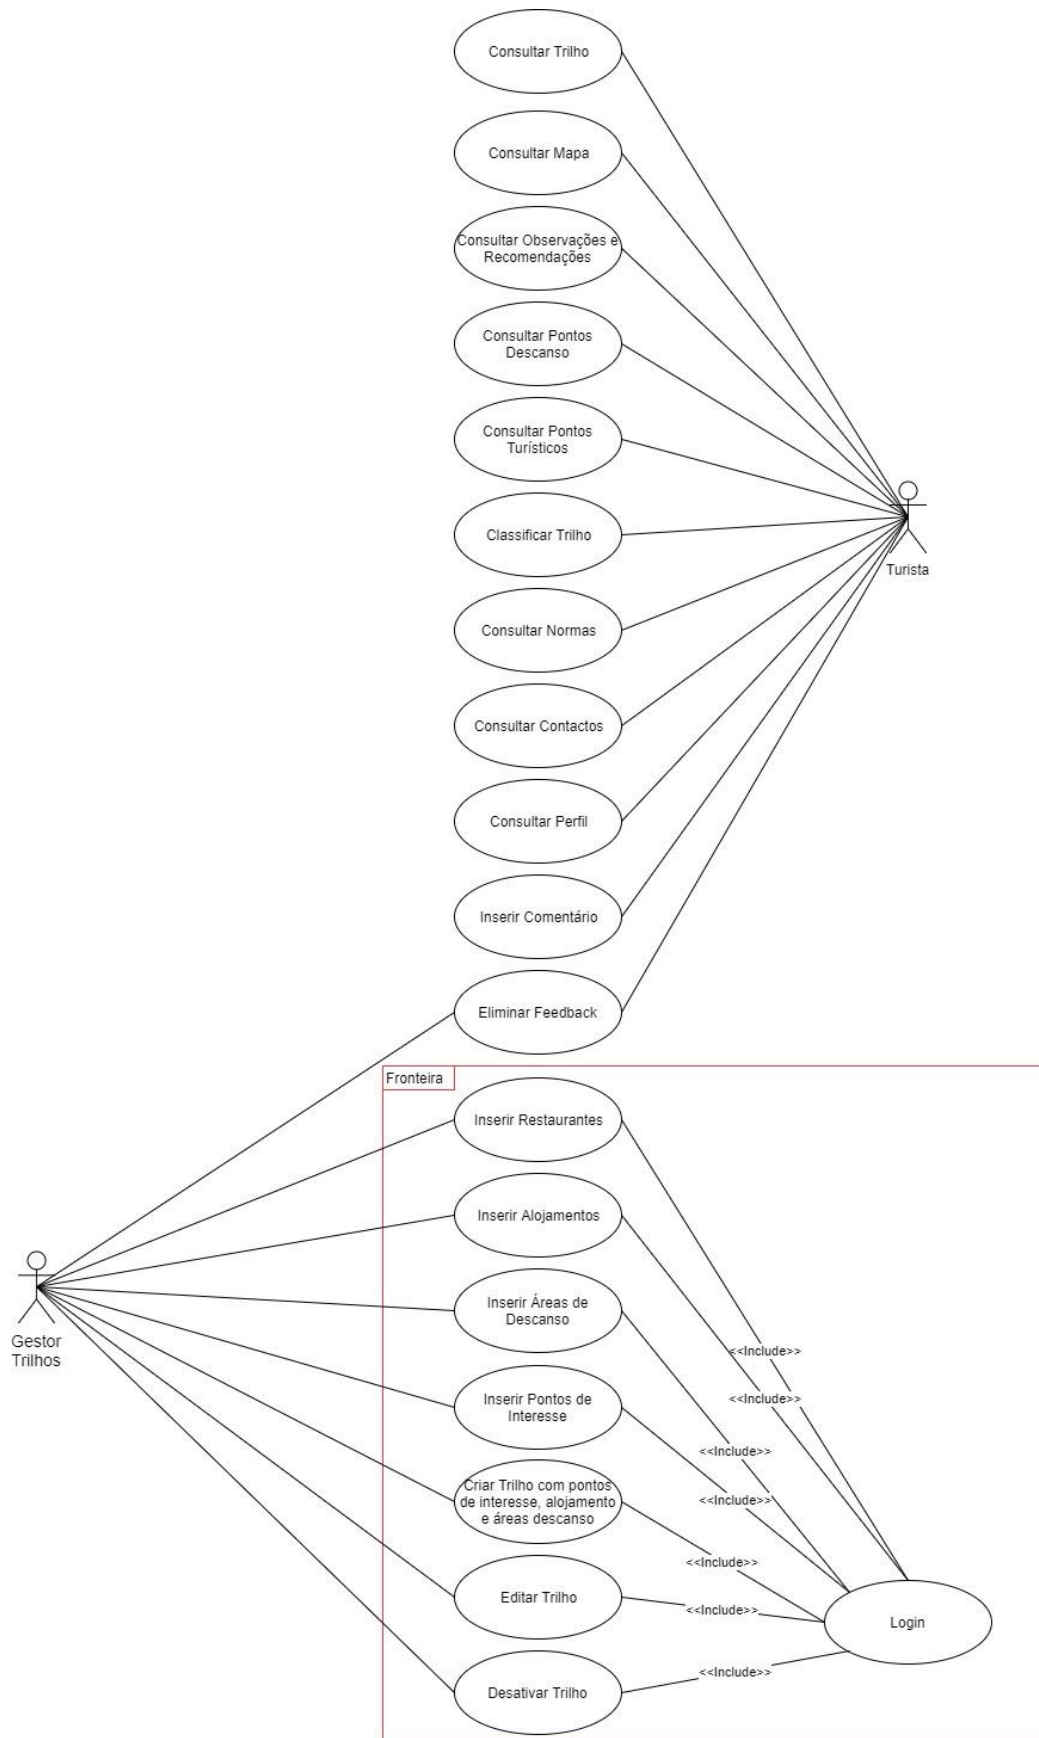 Consultar Trilho
Consultar Mapa
Consultar Observações e
Recomendações
Consultar Pontos
Descanso
Consultar Pontos
Turísticos
Classificar Trilho
Turista
Consultar Normas
Consultar Contactos
Consultar Perfil
Inserir Comentário
Eliminar Feedback
Fronteira
Inserir Restaurantes
Inserir Alojamentos
Inserir Áreas de
Descanso
Gestor
Trilhos
<<Include>>
<<Include>>
Inserir Pontos de
Interesse
<<Include>>
<<Include>>
Criar Trilho com pontos
de interesse, alojamento
e áreas descanso
<<Include>>
Editar Trilho
<<Include>>
Login
<<Include>>
Desativar Trilho